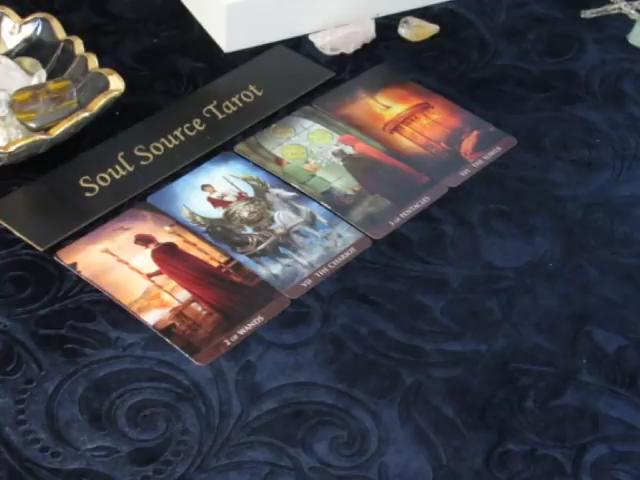 Soul Source Tarot
2 OF WANDS
VII · THE CHARIOT
3 OF PENTACLES
XVI · THE TOWER